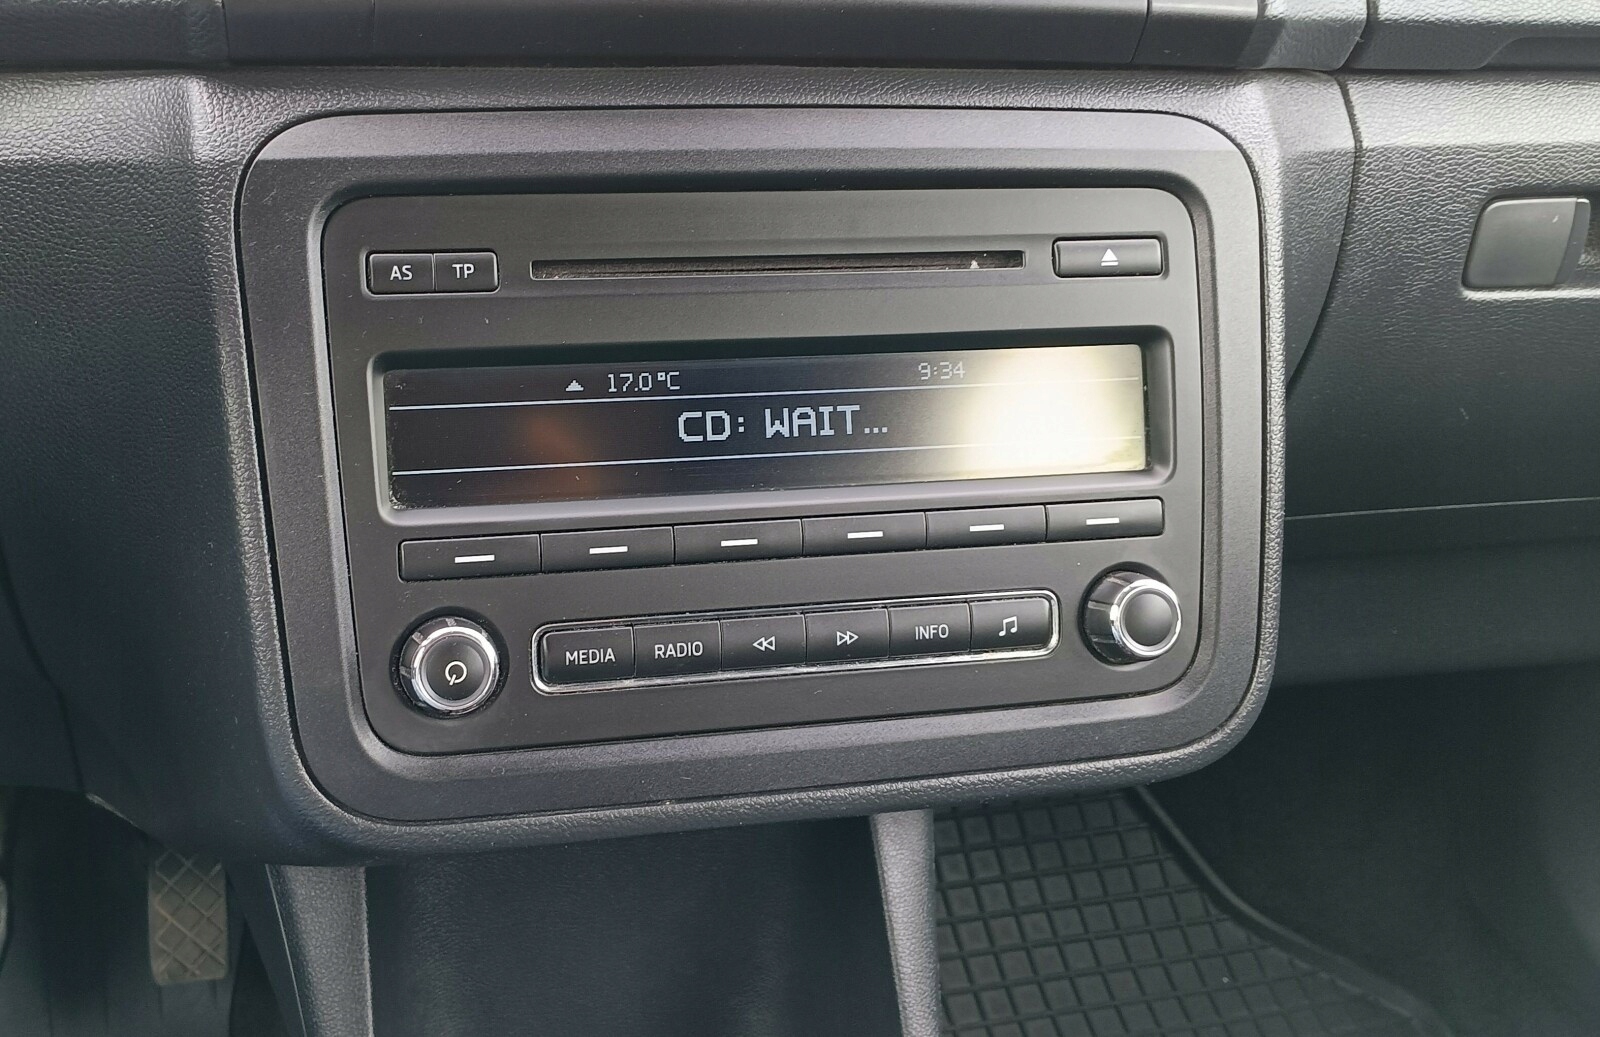 AS TP
17.0°C 9:34
CD: WAIT...
MEDIA RADIO INFO